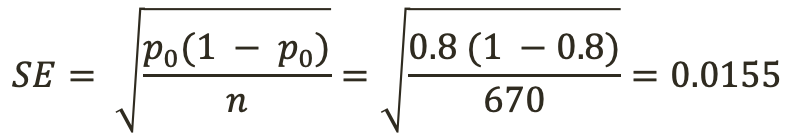 SE = √(p₀(1 − p₀)/n) = √(0.8 (1 − 0.8)/670) = 0.0155